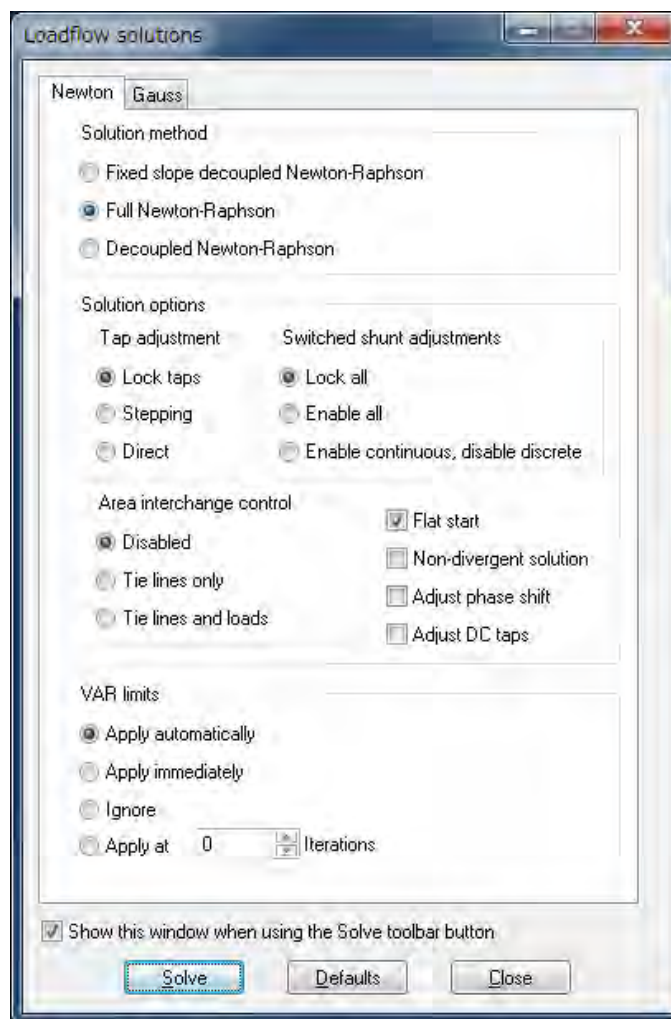 Loadflow solutions
Newton
Gauss
Solution method
Fixed slope decoupled Newton-Raphson
Full Newton-Raphson
Decoupled Newton-Raphson
Solution options
Tap adjustment
Switched shunt adjustments
Lock taps
Lock all
Stepping
Enable all
Direct
Enable continuous, disable discrete
Area interchange control
Flat start
Disabled
Non-divergent solution
Tie lines only
Adjust phase shift
Tie lines and loads
Adjust DC taps
VAR limits
Apply automatically
Apply immediately
Ignore
Apply at 0 Iterations
Show this window when using the Solve toolbar button
Solve
Defaults
Close